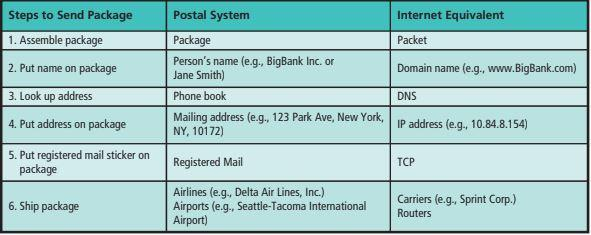 Steps to Send Package
Postal System
Internet Equivalent
1. Assemble package
Package
Packet
2. Put name on package
Person's name (e.g., BigBank Inc. or
Jane Smith)
Domain name (e.g., www.BigBank.com)
3. Look up address
Phone book
DNS
4. Put address on package
Mailing address (e.g., 123 Park Ave, New York,
NY, 10172)
IP address (e.g., 10.84.8.154)
5. Put registered mail sticker on
package
Registered Mail
TCP
6. Ship package
Airlines (e.g., Delta Air Lines, Inc.)
Airports (e.g., Seattle-Tacoma International
Airport)
Carriers (e.g., Sprint Corp.)
Routers